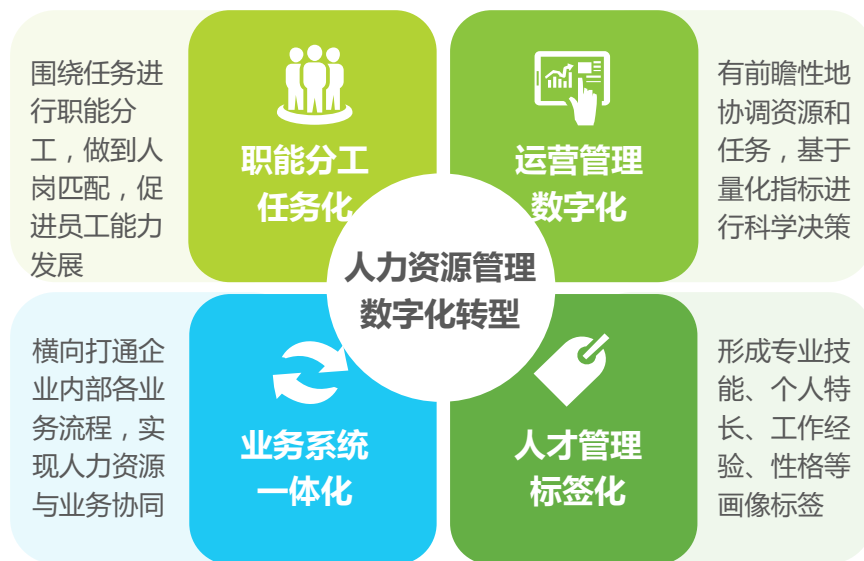 围绕任务进
行职能分
工，做到人
岗匹配，促
进员工能力
发展
职能分工
任务化
运营管理
数字化
有前瞻性地
协调资源和
任务，基于
量化指标进
行科学决策
人力资源管理
数字化转型
横向打通企
业内部各业
务流程，实
现人力资源
与业务协同
业务系统
一体化
人才管理
标签化
形成专业技
能、个人特
长、工作经
验、性格等
画像标签